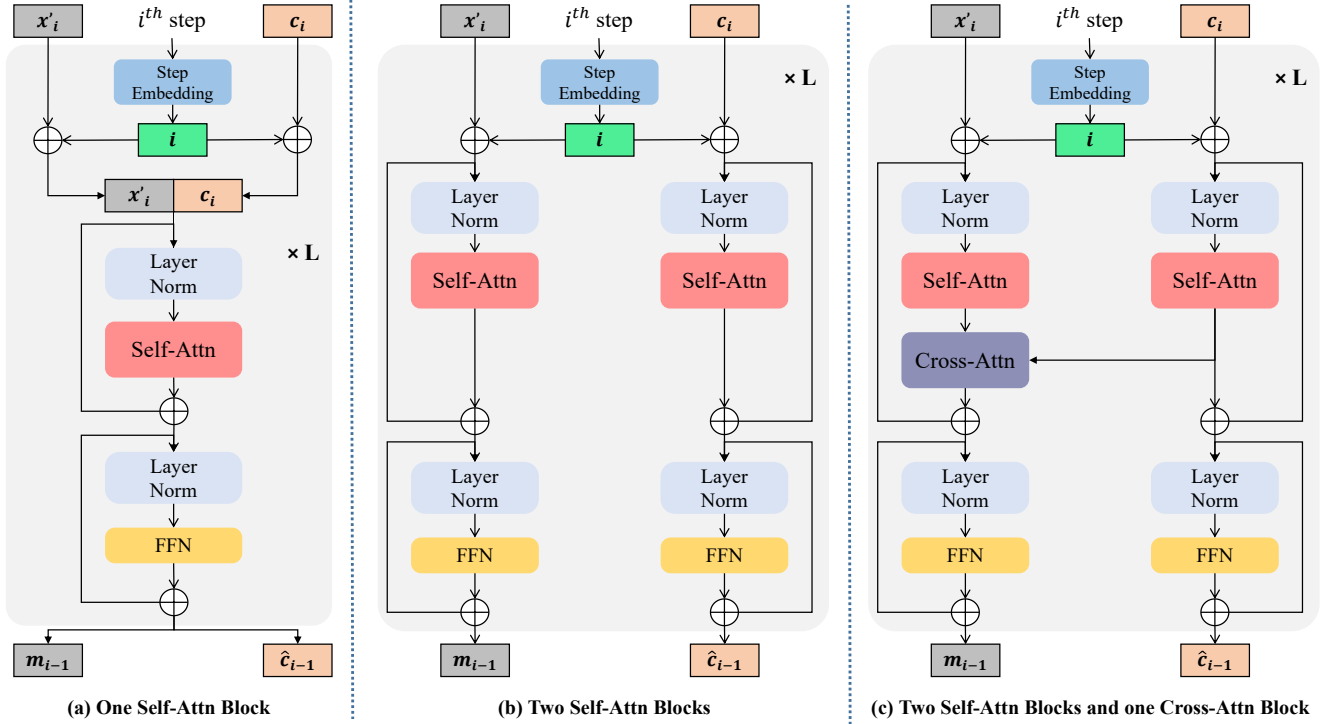 x'ᵢ
iᵗʰ step
cᵢ
Step
Embedding
i
x'ᵢ
cᵢ
× L
Layer
Norm
Self-Attn
Layer
Norm
FFN
mᵢ₋₁
ĉᵢ₋₁
(a) One Self-Attn Block
x'ᵢ
iᵗʰ step
cᵢ
× L
Step
Embedding
i
Layer
Norm
Layer
Norm
Self-Attn
Self-Attn
Layer
Norm
Layer
Norm
FFN
FFN
mᵢ₋₁
ĉᵢ₋₁
(b) Two Self-Attn Blocks
x'ᵢ
iᵗʰ step
cᵢ
× L
Step
Embedding
i
Layer
Norm
Layer
Norm
Self-Attn
Self-Attn
Cross-Attn
Layer
Norm
Layer
Norm
FFN
FFN
mᵢ₋₁
ĉᵢ₋₁
(c) Two Self-Attn Blocks and one Cross-Attn Block